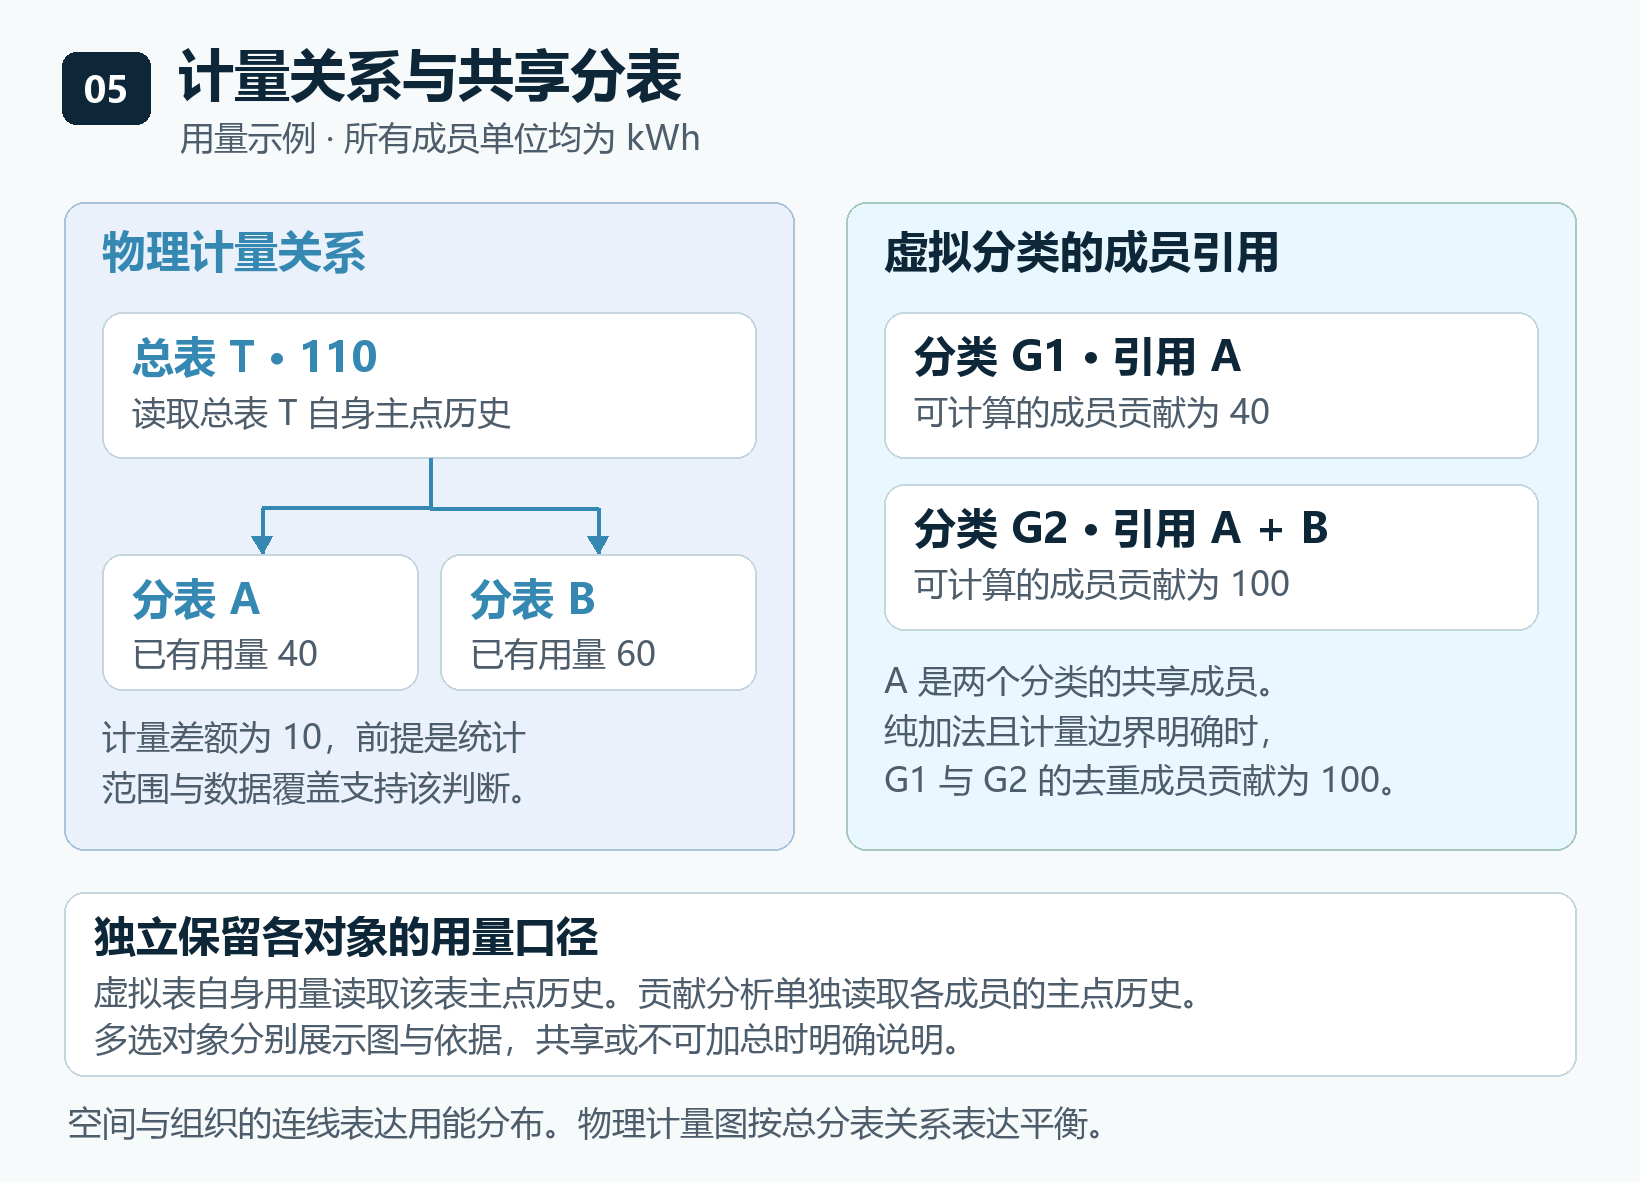 05
计量关系与共享分表
用量示例 · 所有成员单位均为 kWh
物理计量关系
总表 T • 110
读取总表 T 自身主点历史
分表 A
已有用量 40
分表 B
已有用量 60
计量差额为 10，前提是统计
范围与数据覆盖支持该判断。
虚拟分类的成员引用
分类 G1 • 引用 A
可计算的成员贡献为 40
分类 G2 • 引用 A + B
可计算的成员贡献为 100
A 是两个分类的共享成员。
纯加法且计量边界明确时，
G1 与 G2 的去重成员贡献为 100。
独立保留各对象的用量口径
虚拟表自身用量读取该表主点历史。贡献分析单独读取各成员的主点历史。
多选对象分别展示图与依据，共享或不可加总时明确说明。
空间与组织的连线表达用能分布。物理计量图按总分表关系表达平衡。